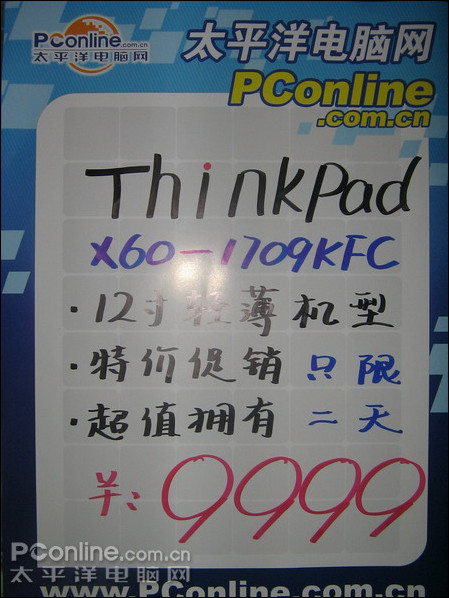 PConline.com.cn
太平洋电脑网
太平洋电脑网
PConline
.com.cn
ThinkPad
X60-1709KFC
·12寸轻薄机型
·特价促销 只限
·超值拥有 二天
羊:9999
PConline.com.cn
太平洋电脑网
www.PConline.com.cn